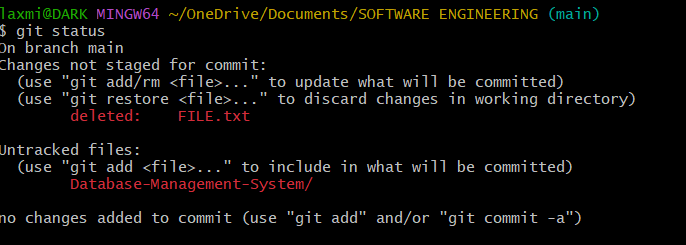 laxmi@DARK MINGW64 ~/OneDrive/Documents/SOFTWARE ENGINEERING (main)
$ git status
On branch main
Changes not staged for commit:
  (use "git add/rm <file>..." to update what will be committed)
  (use "git restore <file>..." to discard changes in working directory)
        deleted:    FILE.txt

Untracked files:
  (use "git add <file>..." to include in what will be committed)
        Database-Management-System/

no changes added to commit (use "git add" and/or "git commit -a")